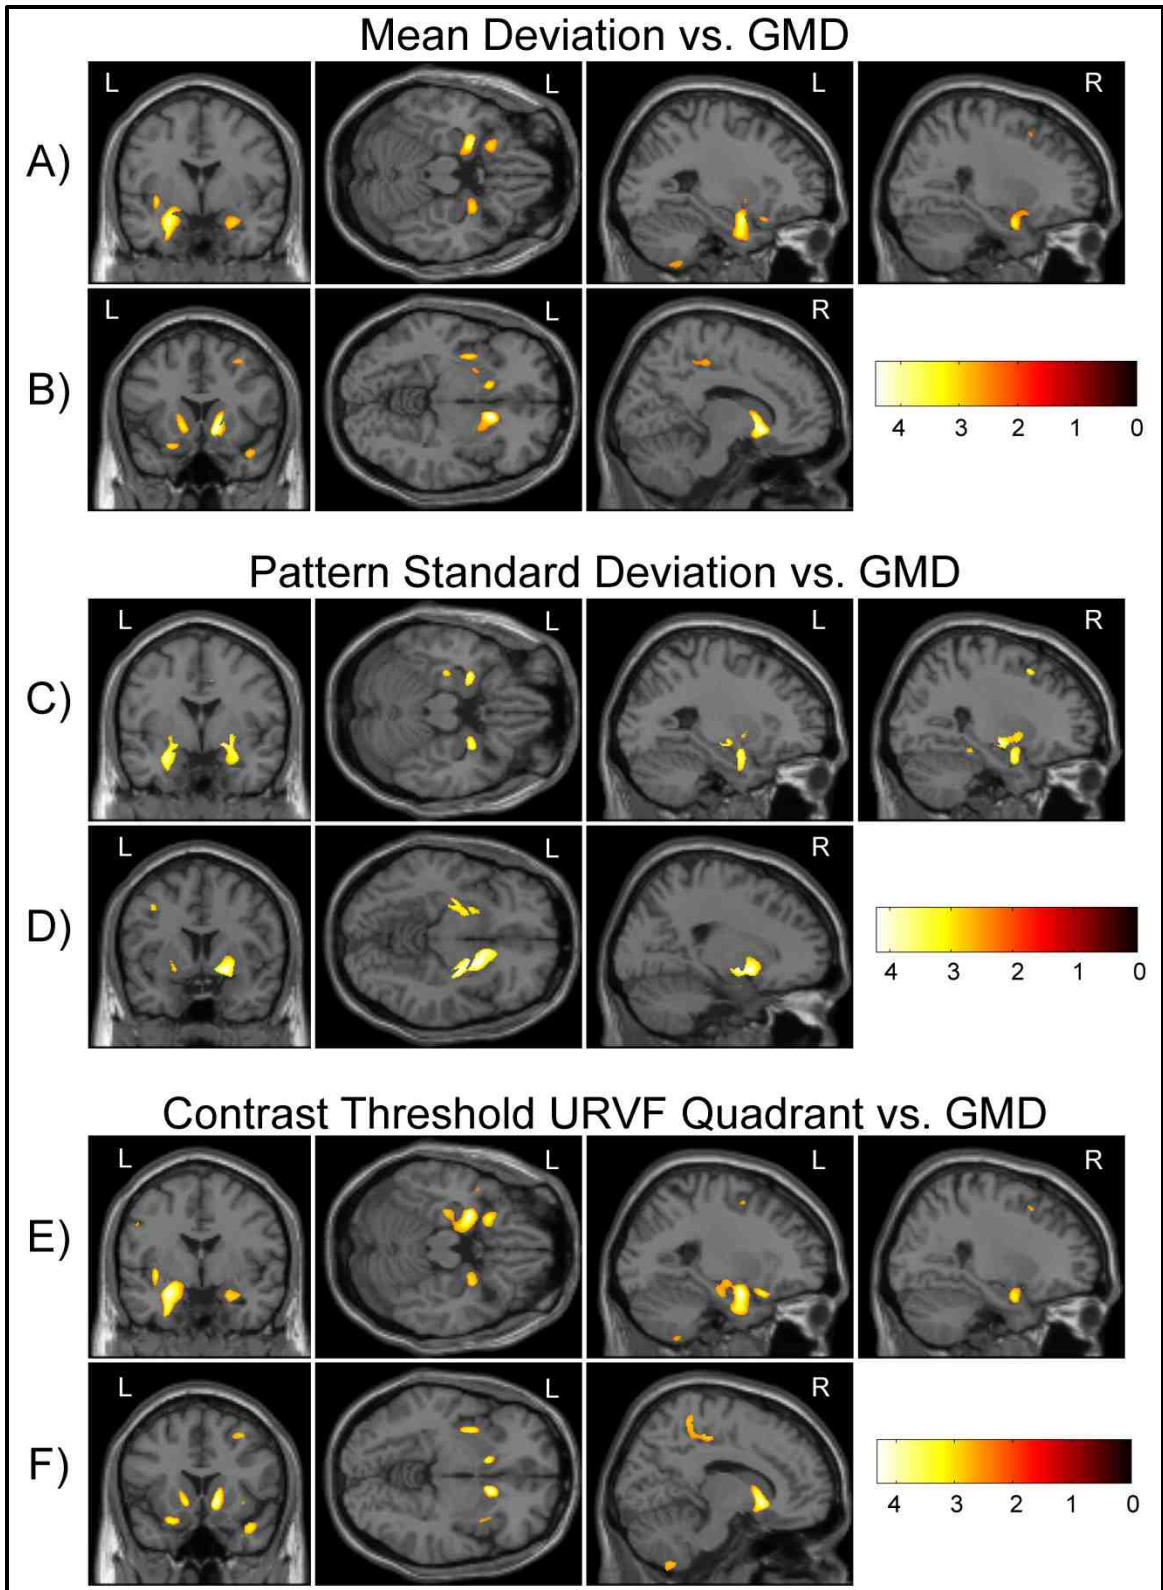 Mean Deviation vs. GMD
A)
L
L
L
R
B)
L
L
R
4 3 2 1 0
Pattern Standard Deviation vs. GMD
C)
L
L
L
R
D)
L
L
R
4 3 2 1 0
Contrast Threshold URVF Quadrant vs. GMD
E)
L
L
L
R
F)
L
L
R
4 3 2 1 0